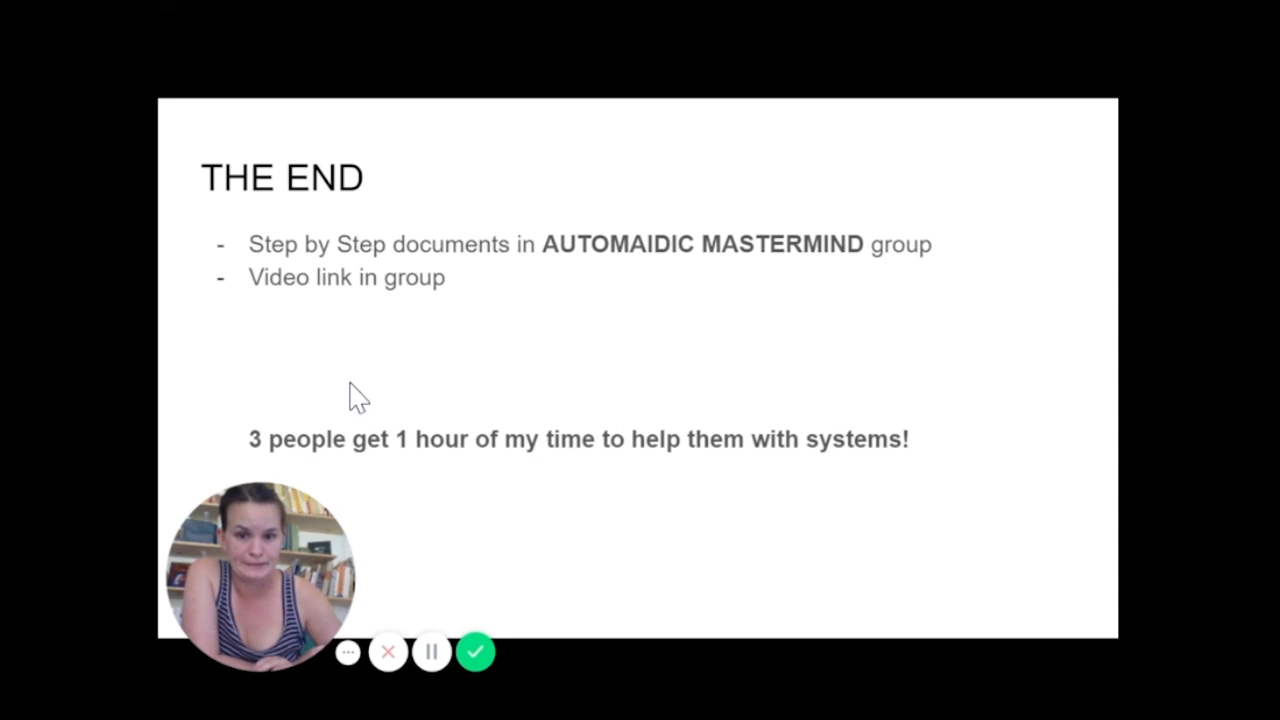 THE END
- Step by Step documents in AUTOMAIDIC MASTERMIND group
- Video link in group
3 people get 1 hour of my time to help them with systems!